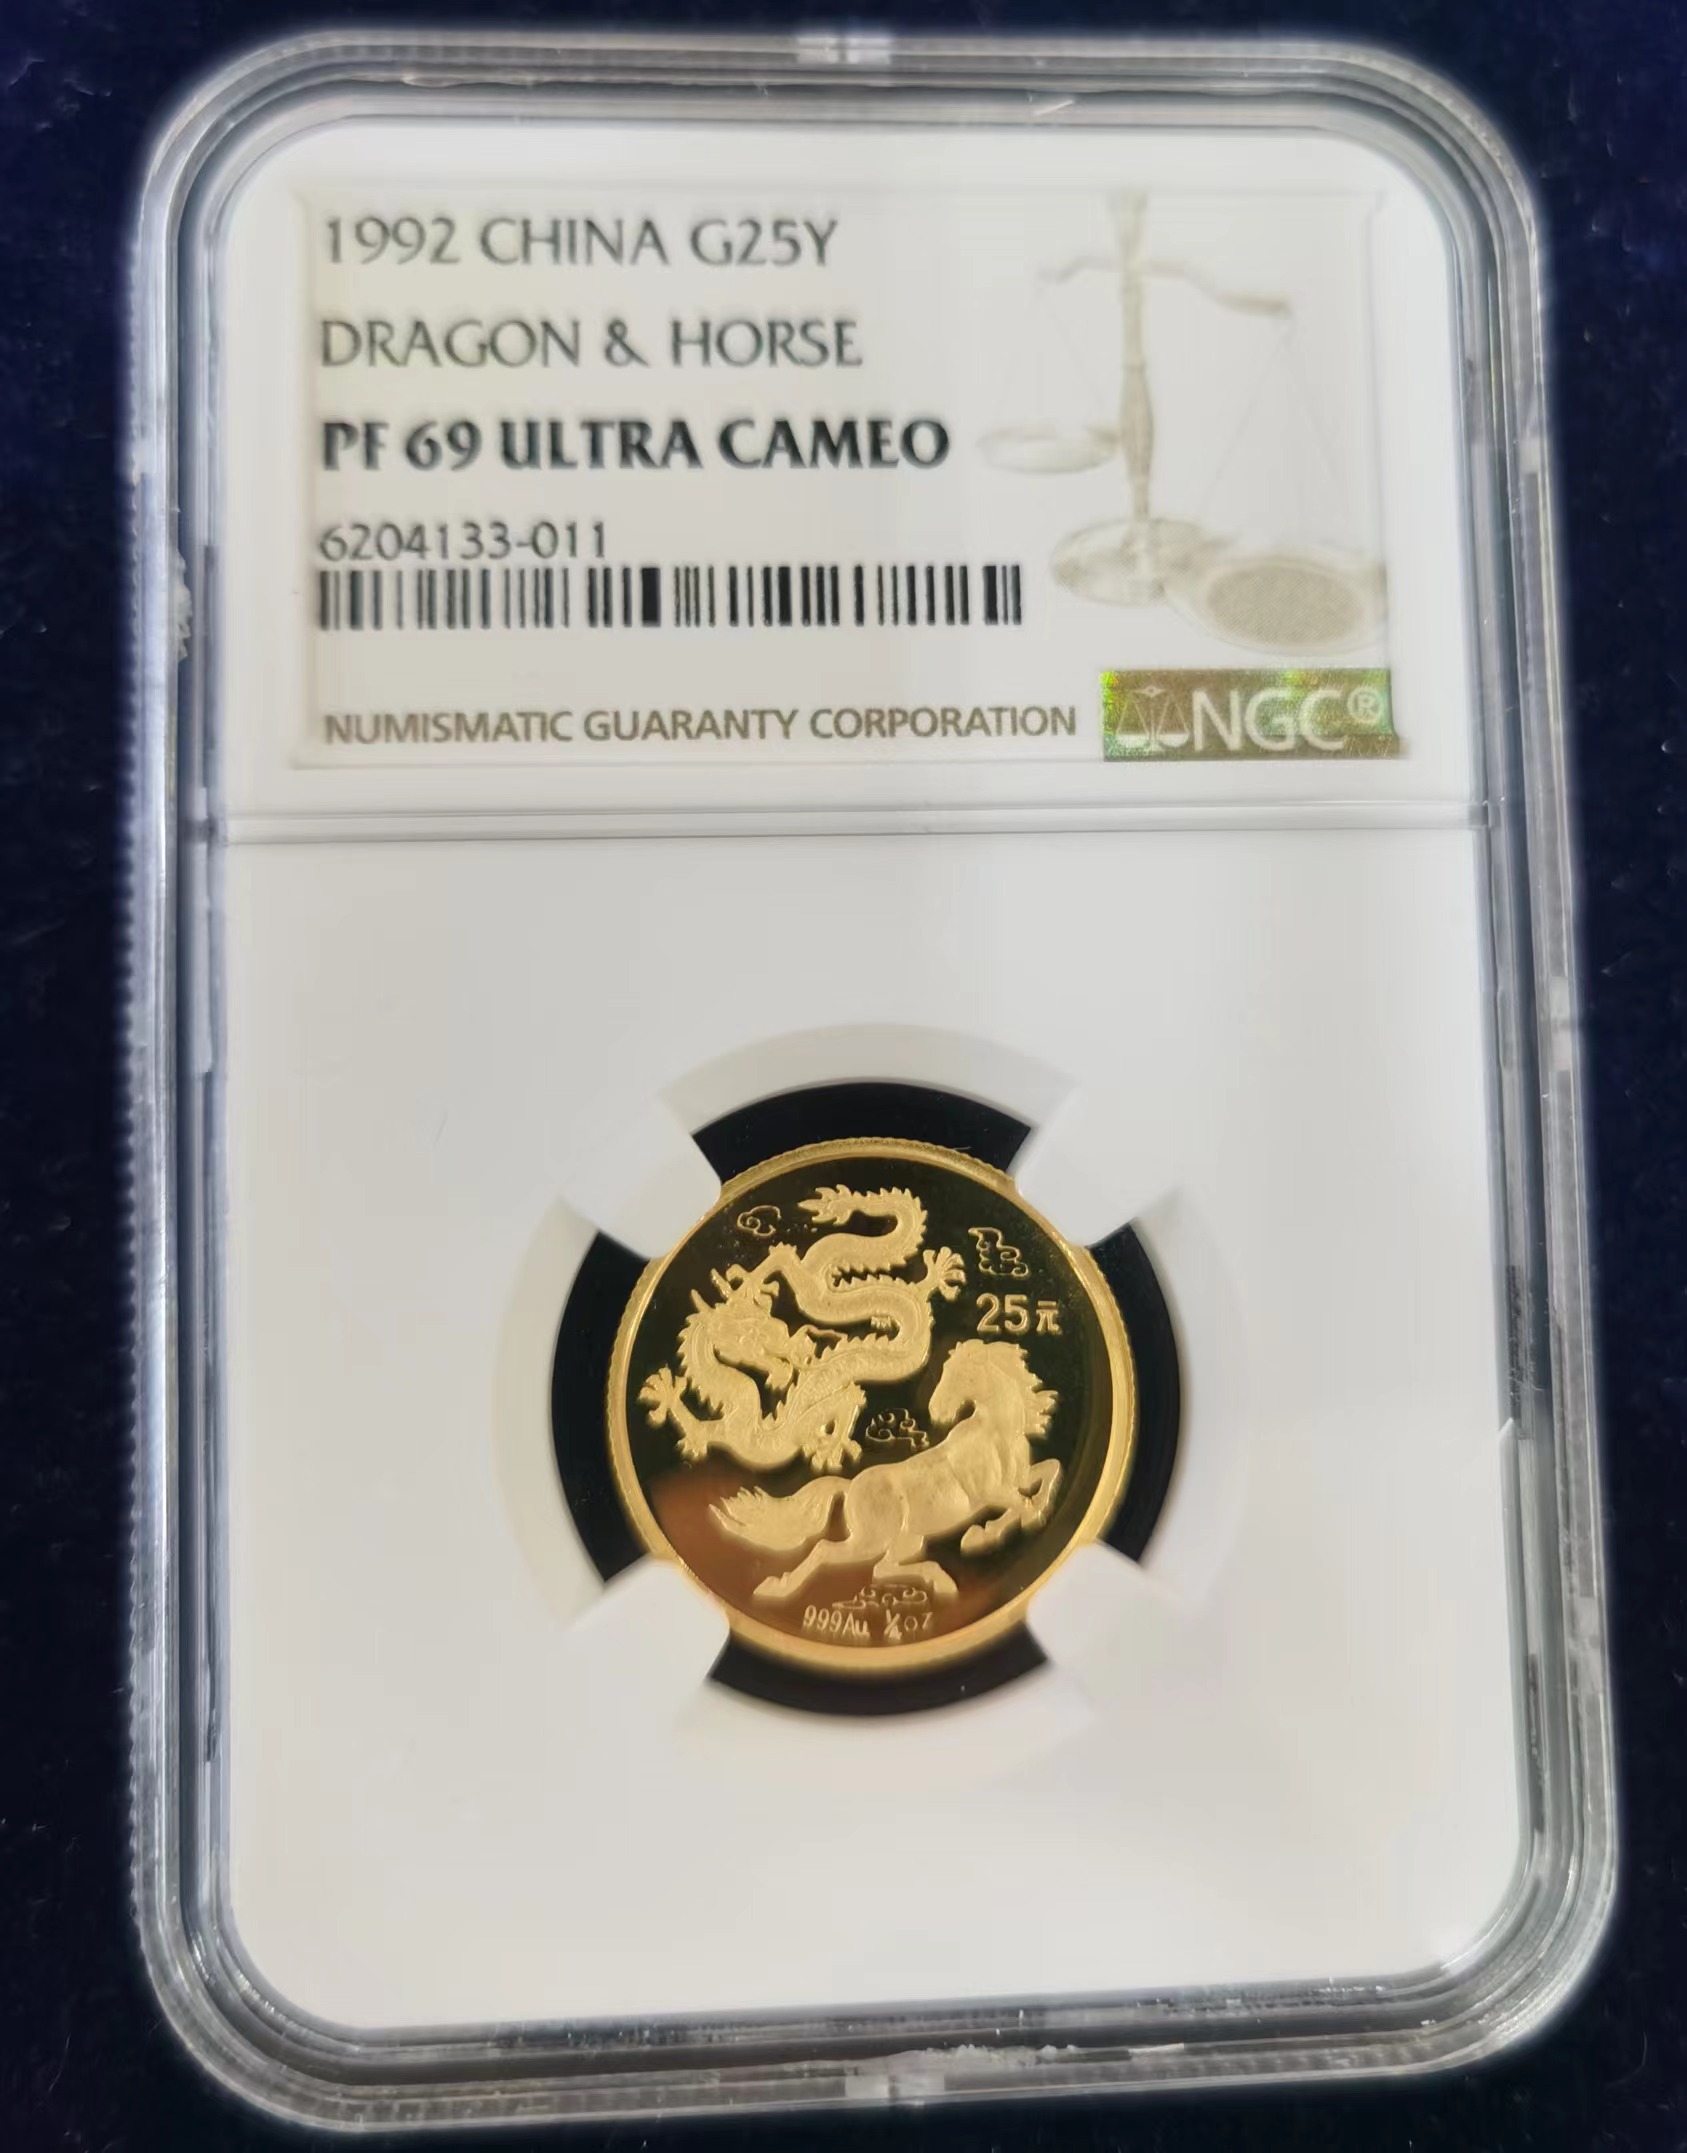 1992 CHINA G25Y
DRAGON & HORSE
PF 69 ULTRA CAMEO
6204133-011
NUMISMATIC GUARANTY CORPORATION
NGC®
25元
999Au ¼oz